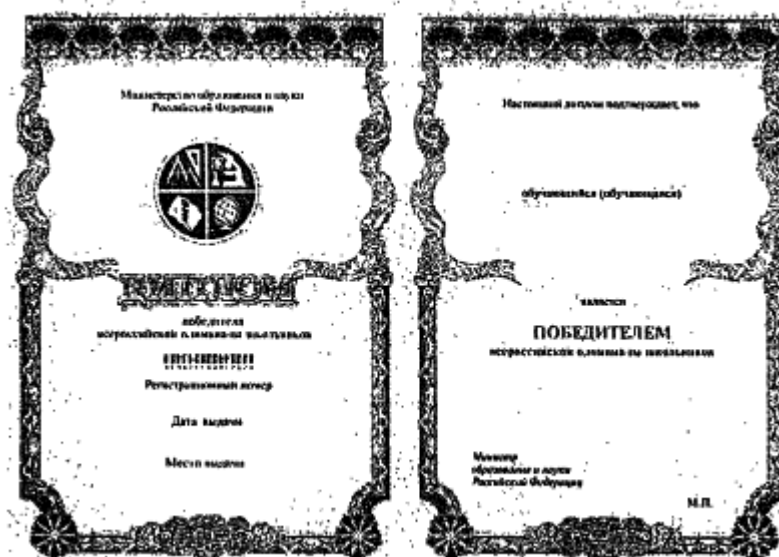 Министерство образования и науки
Российской Федерации
ДИПЛОМ
победителя
всероссийской олимпиады школьников
Регистрационный номер
Дата выдачи
Место выдачи
Настоящий диплом подтверждает, что
обучающийся (обучающаяся)
является
ПОБЕДИТЕЛЕМ
всероссийской олимпиады школьников
Министр
образования и науки
Российской Федерации
М.П.